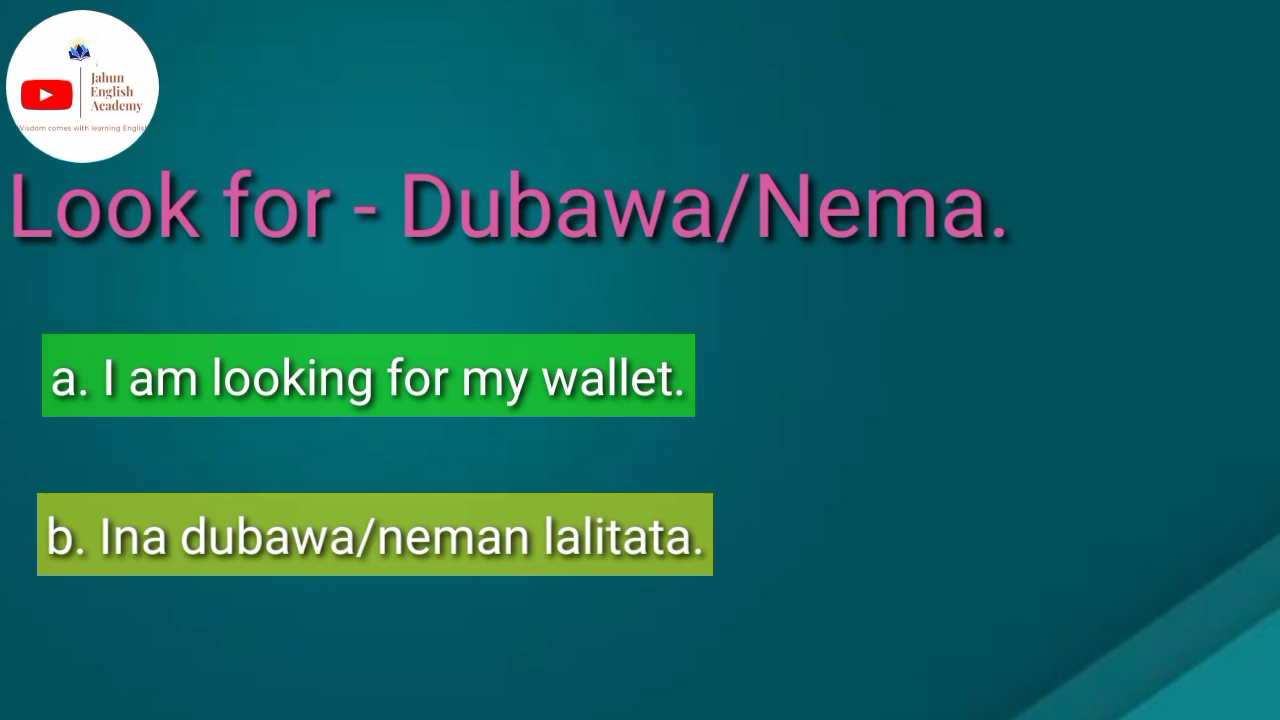 Jahun
English
Academy
Wisdom comes with learning English
Look for - Dubawa/Nema.
a. I am looking for my wallet.
b. Ina dubawa/neman lalitata.